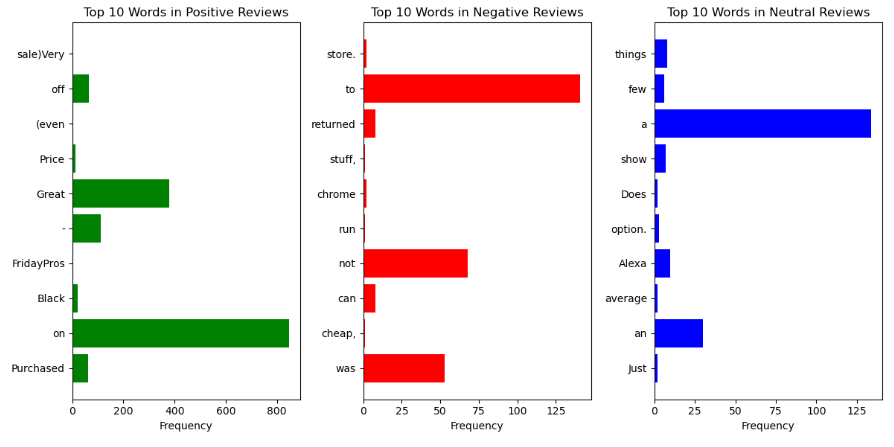 Top 10 Words in Positive Reviews
sale)Very
off
(even
Price
Great
-
FridayPros
Black
on
Purchased
0 200 400 600 800
Frequency
Top 10 Words in Negative Reviews
store.
to
returned
stuff,
chrome
run
not
can
cheap,
was
0 25 50 75 100 125
Frequency
Top 10 Words in Neutral Reviews
things
few
a
show
Does
option.
Alexa
average
an
Just
0 25 50 75 100 125
Frequency